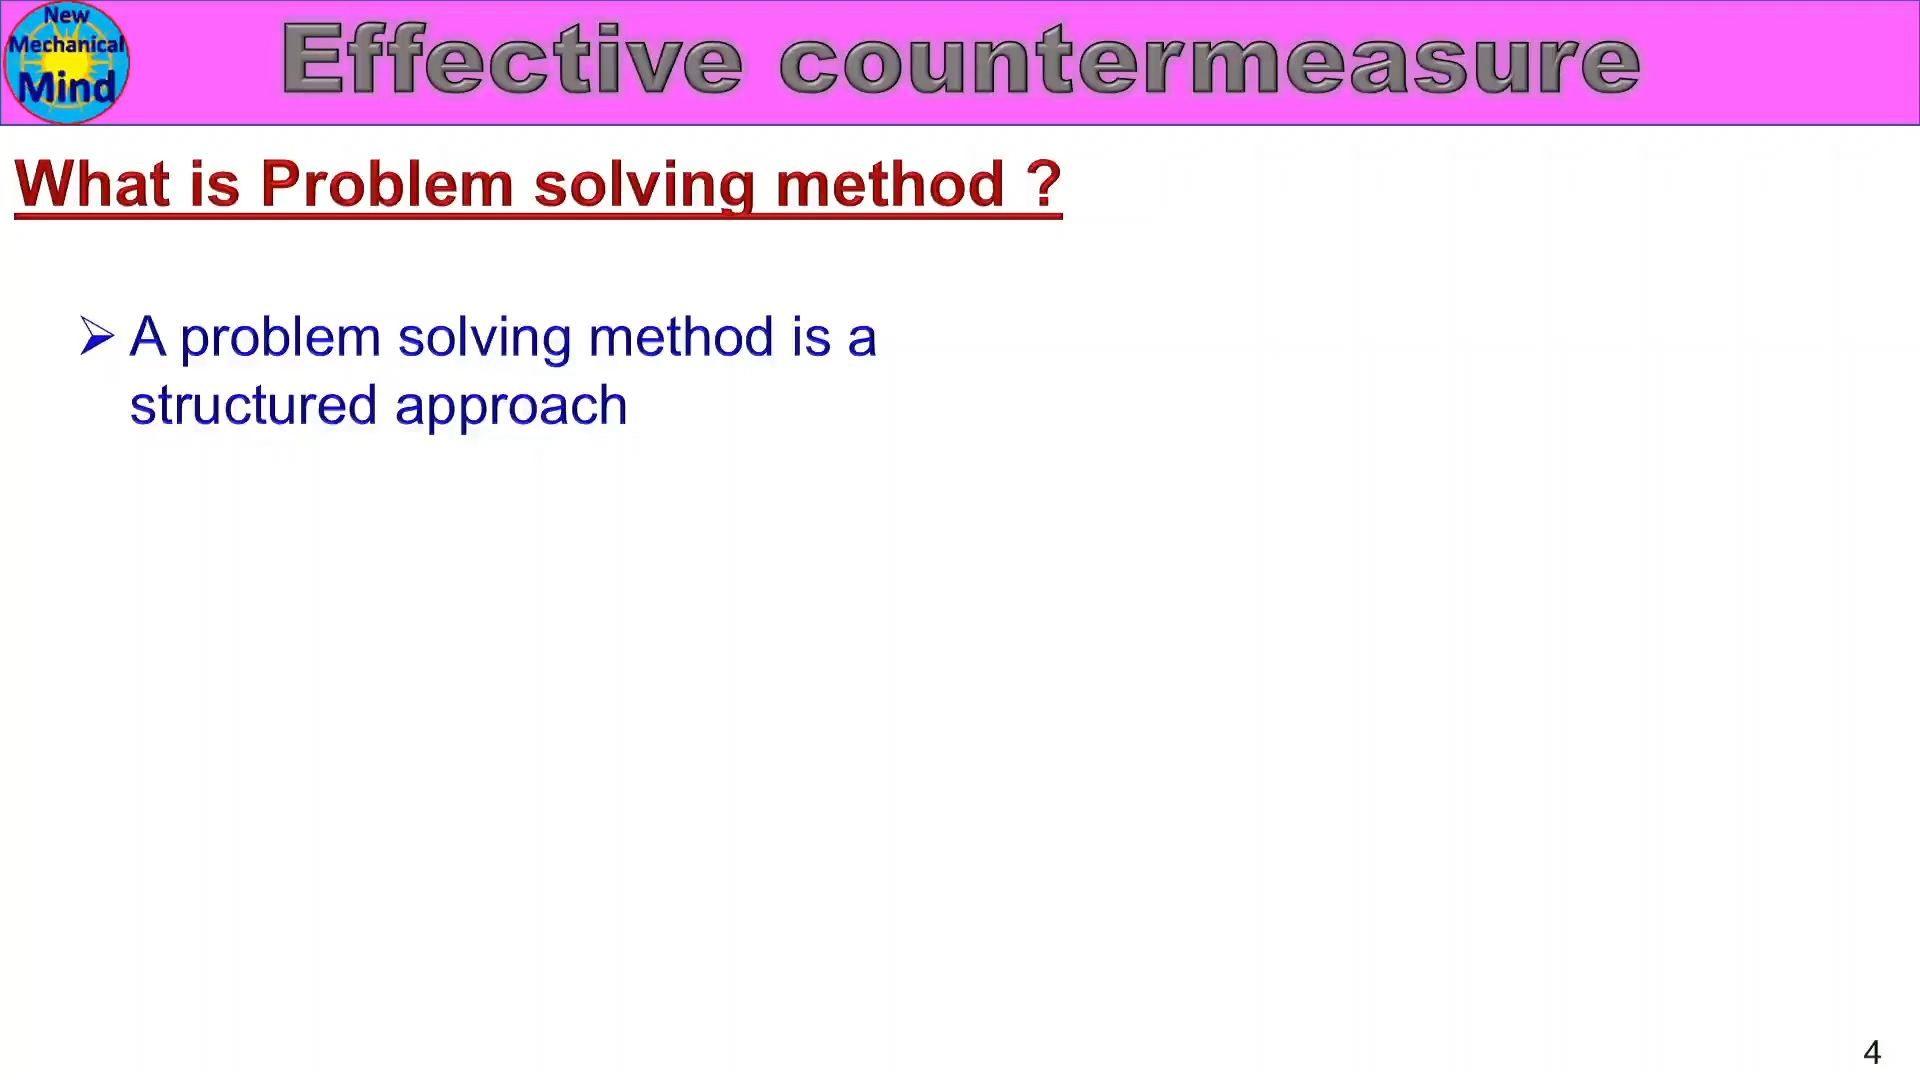 New
Mechanical
Mind
Effective countermeasure
What is Problem solving method ?
➢ A problem solving method is a
structured approach
4